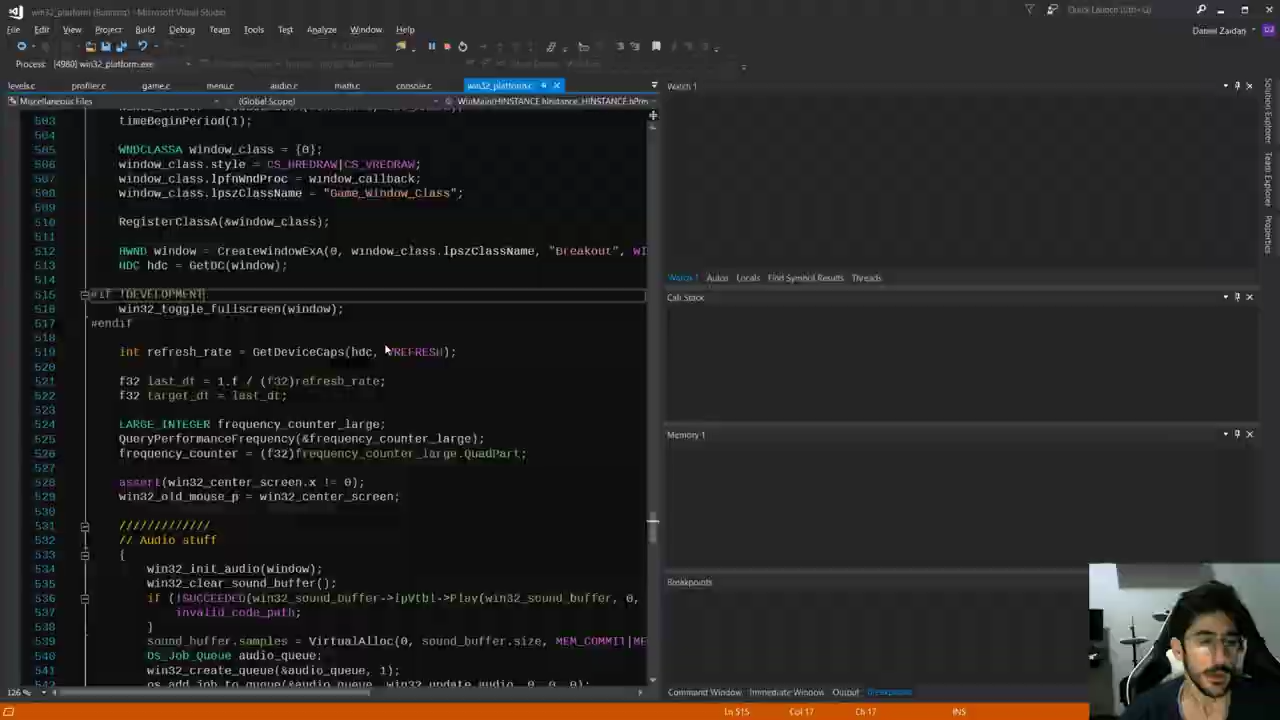 win32_platform (Running) - Microsoft Visual Studio
Quick Launch (Ctrl+Q)
File Edit View Project Build Debug Team Tools Test Analyze Window Help
Daniel Zaidan DZ
Process: [4980] win32_platform.exe
levels.c profiler.c game.c menu.c audio.c math.c console.c win32_platform.c
Watch 1
Miscellaneous Files (Global Scope) WinMain(HINSTANCE hInstance, HINSTANCE hPrev
503 timeBeginPeriod(1);
504
505 WNDCLASSA window_class = {0};
506 window_class.style = CS_HREDRAW|CS_VREDRAW;
507 window_class.lpfnWndProc = window_callback;
508 window_class.lpszClassName = "Game_Window_Class";
509
510 RegisterClassA(&window_class);
511
512 HWND window = CreateWindowExA(0, window_class.lpszClassName, "Breakout", WI
513 HDC hdc = GetDC(window);
514
515 #if !DEVELOPMENT
516 win32_toggle_fullscreen(window);
517 #endif
518
519 int refresh_rate = GetDeviceCaps(hdc, VREFRESH);
520
521 f32 last_dt = 1.f / (f32)refresh_rate;
522 f32 target_dt = last_dt;
523
524 LARGE_INTEGER frequency_counter_large;
525 QueryPerformanceFrequency(&frequency_counter_large);
526 frequency_counter = (f32)frequency_counter_large.QuadPart;
527
528 assert(win32_center_screen.x != 0);
529 win32_old_mouse_p = win32_center_screen;
530
531 /////////////
532 // Audio stuff
533 {
534 win32_init_audio(window);
535 win32_clear_sound_buffer();
536 if (!SUCCEEDED(win32_sound_buffer->lpVtbl->Play(win32_sound_buffer, 0,
537 invalid_code_path;
538 }
539 sound_buffer.samples = VirtualAlloc(0, sound_buffer.size, MEM_COMMIT|ME
540 OS_Job_Queue audio_queue;
541 win32_create_queue(&audio_queue, 1);
os_add_job_to_queue(&audio_queue, win32_update_audio, 0, 0, 0);
126 %
Watch 1 Autos Locals Find Symbol Results Threads
Call Stack
Memory 1
Breakpoints
Command Window Immediate Window Output Breakpoints
Solution Explorer
Team Explorer
Properties
Ln 515 Col 17 Ch 17 INS